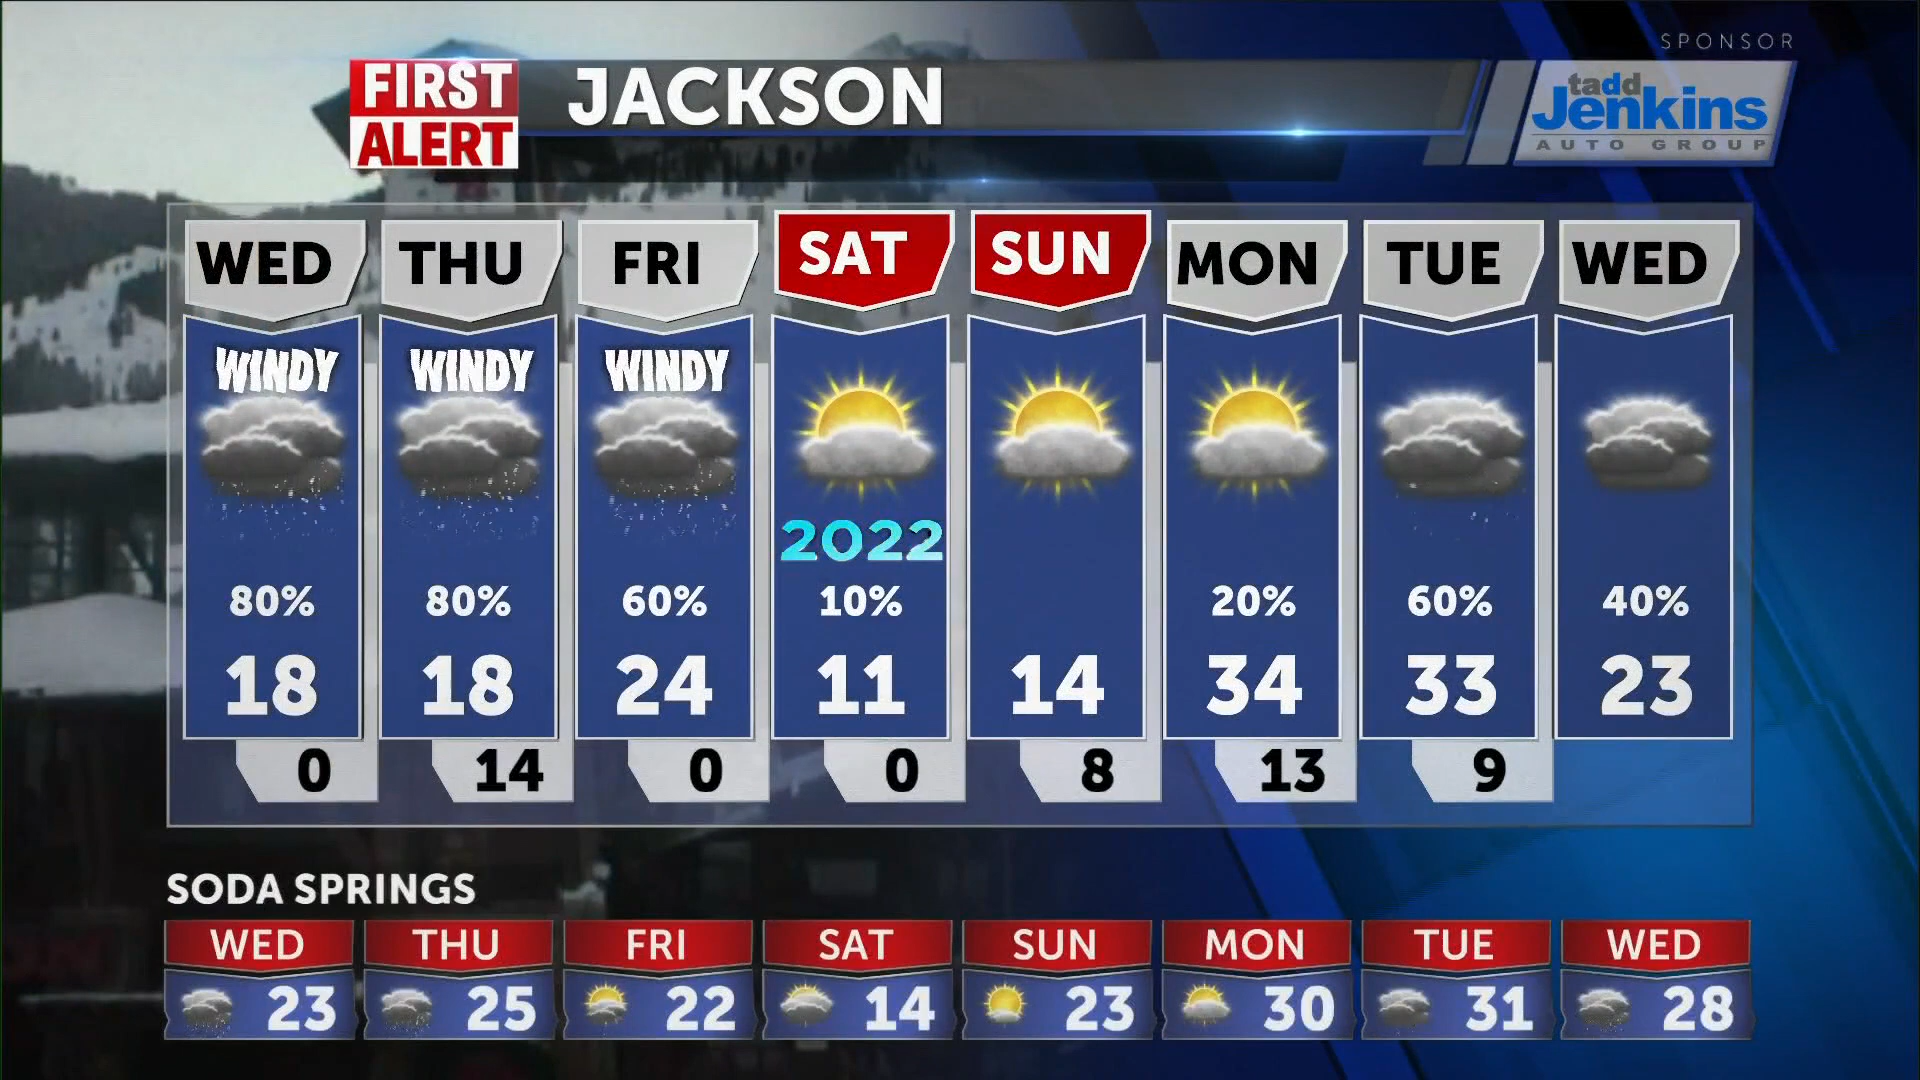 SPONSOR
FIRST
ALERT
JACKSON
tadd
Jenkins
AUTO GROUP
WED THU FRI SAT SUN MON TUE WED
WINDY WINDY WINDY
2022
80% 80% 60% 10% 20% 60% 40%
18 18 24 11 14 34 33 23
0 14 0 0 8 13 9
SODA SPRINGS
WED THU FRI SAT SUN MON TUE WED
23 25 22 14 23 30 31 28